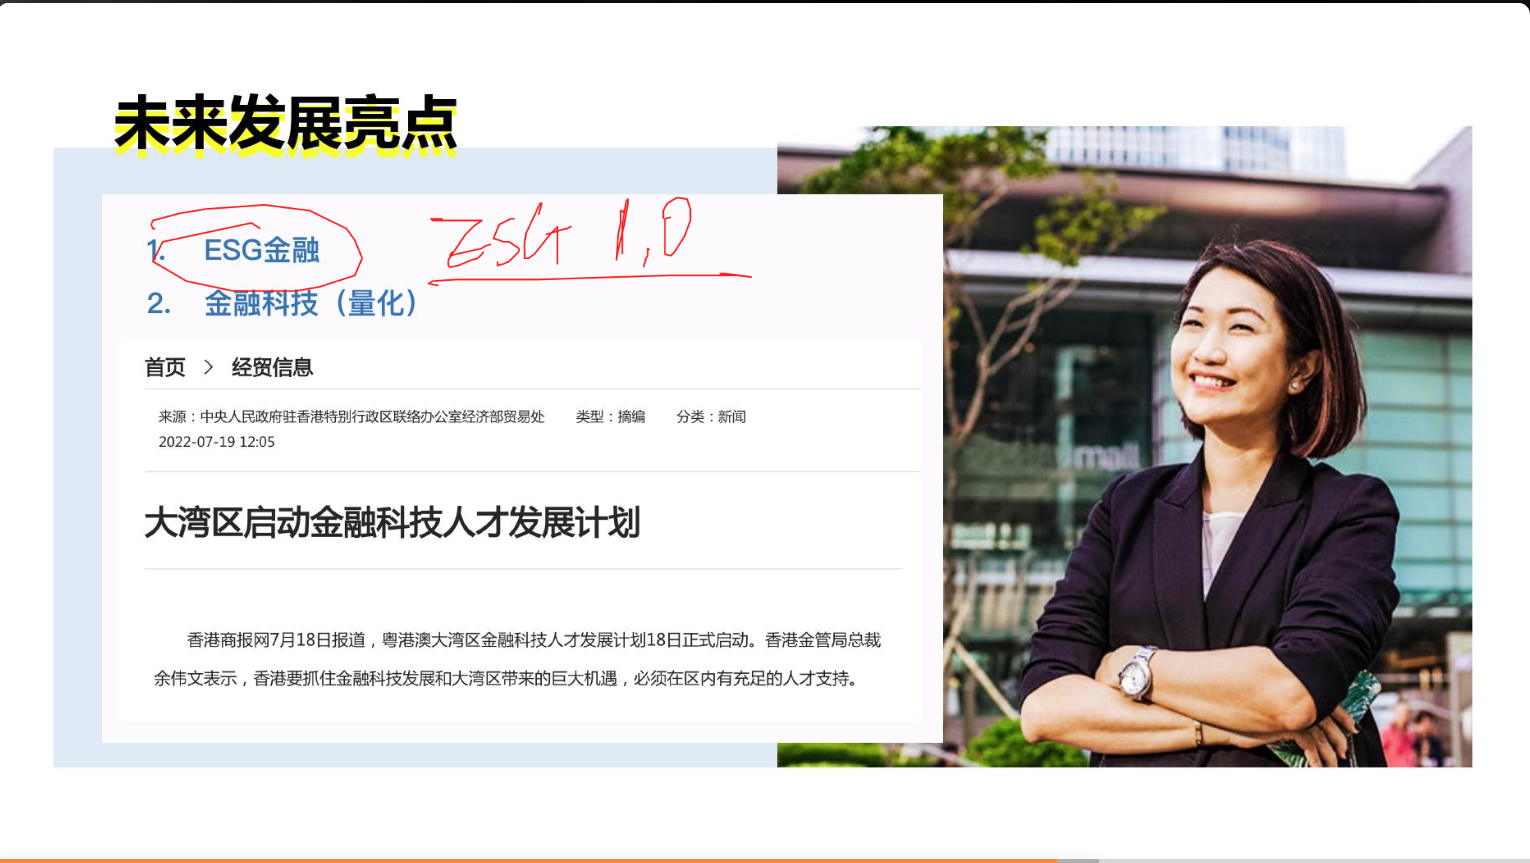 未来发展亮点
1. ESG金融
ESG 1.0
2. 金融科技（量化）
首页 > 经贸信息
来源：中央人民政府驻香港特别行政区联络办公室经济部贸易处 类型：摘编 分类：新闻
2022-07-19 12:05
大湾区启动金融科技人才发展计划
香港商报网7月18日报道，粤港澳大湾区金融科技人才发展计划18日正式启动。香港金管局总裁
余伟文表示，香港要抓住金融科技发展和大湾区带来的巨大机遇，必须在区内有充足的人才支持。
mall